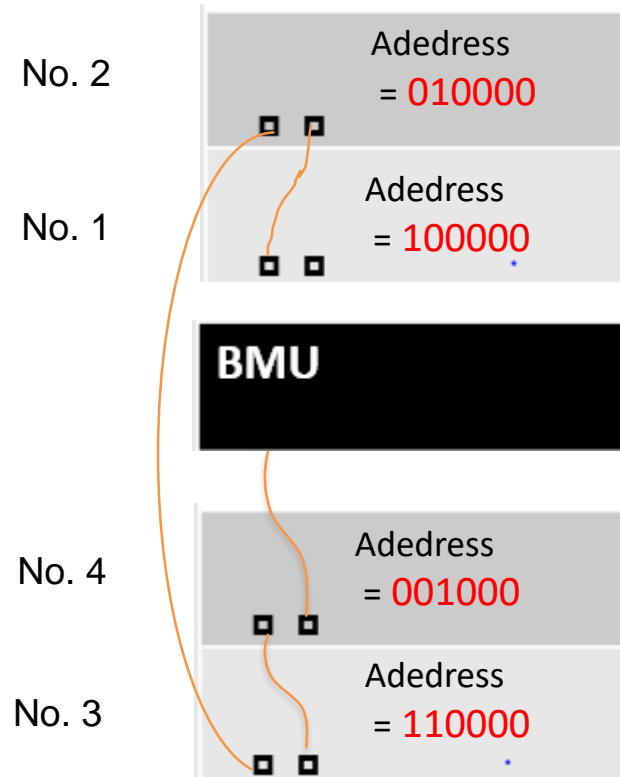 No. 2
Adedress
= 010000
No. 1
Adedress
= 100000
BMU
No. 4
Adedress
= 001000
No. 3
Adedress
= 110000